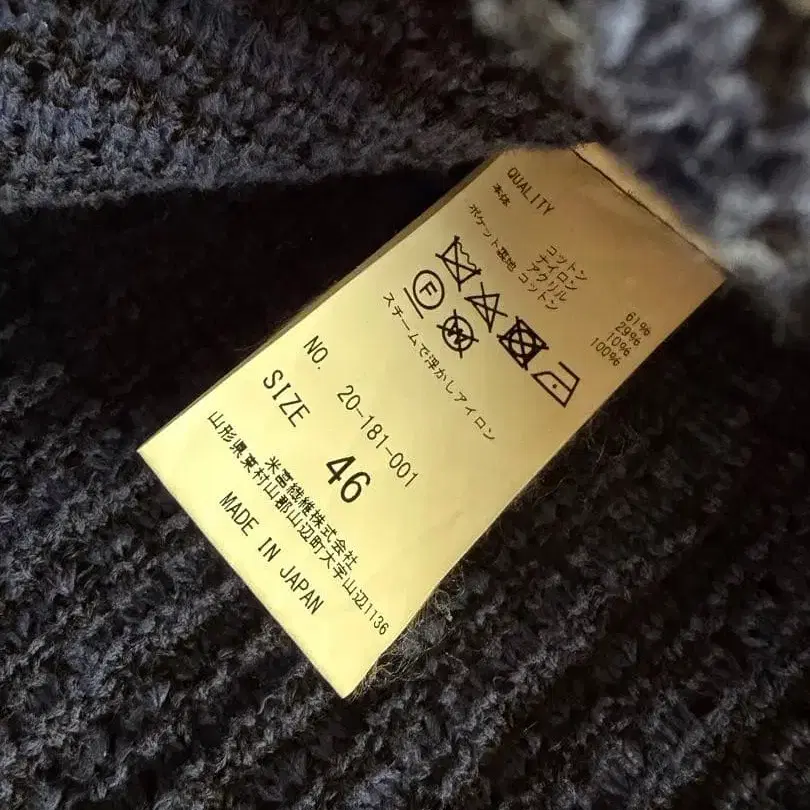 QUALITY
本体 コットン 61%
ナイロン 29%
アクリル 10%
ポケット裏地 コットン 100%
F
W
スチームで浮かしアイロン
NO. 20-181-001
SIZE 46
米富繊維株式会社
山形県東村山郡山辺町大字山辺1136
MADE IN JAPAN